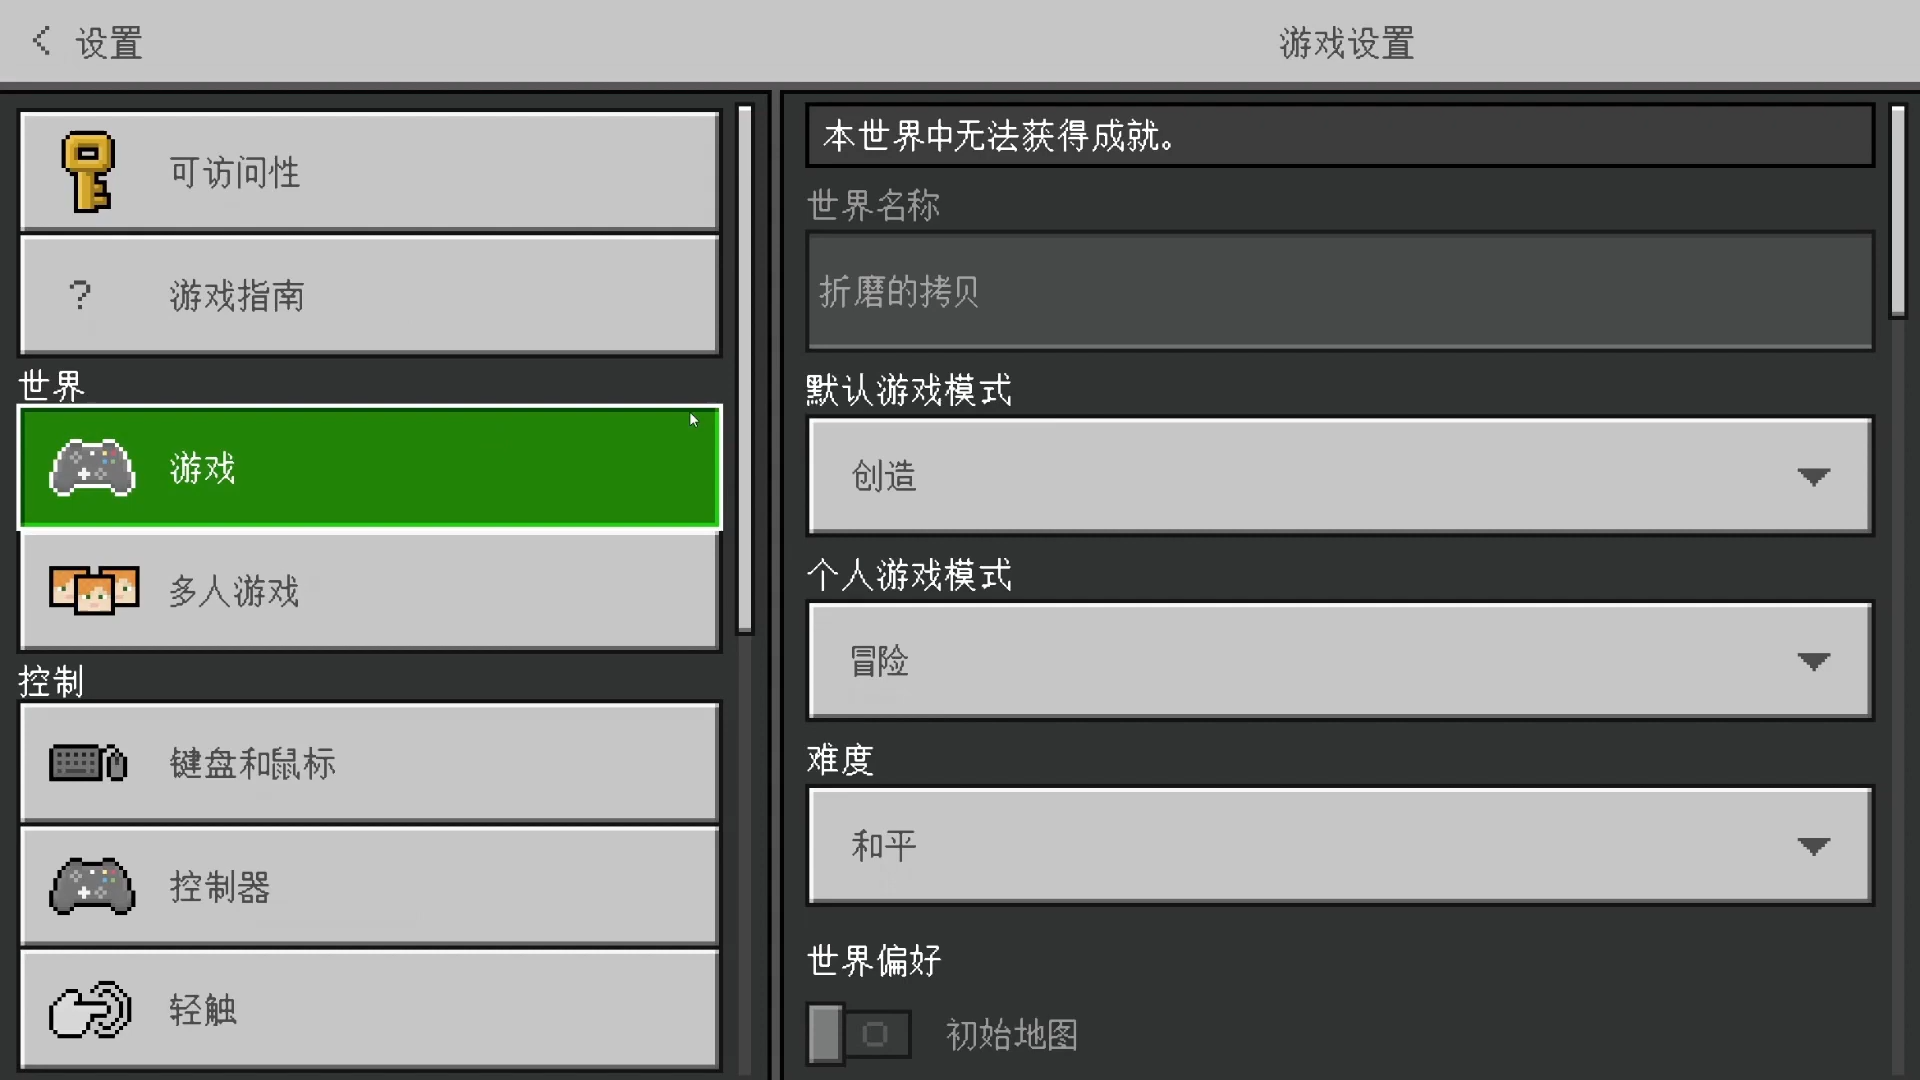 设置
游戏设置
可访问性
? 游戏指南
世界
游戏
多人游戏
控制
键盘和鼠标
控制器
轻触
本世界中无法获得成就。
世界名称
折磨的拷贝
默认游戏模式
创造
个人游戏模式
冒险
难度
和平
世界偏好
初始地图